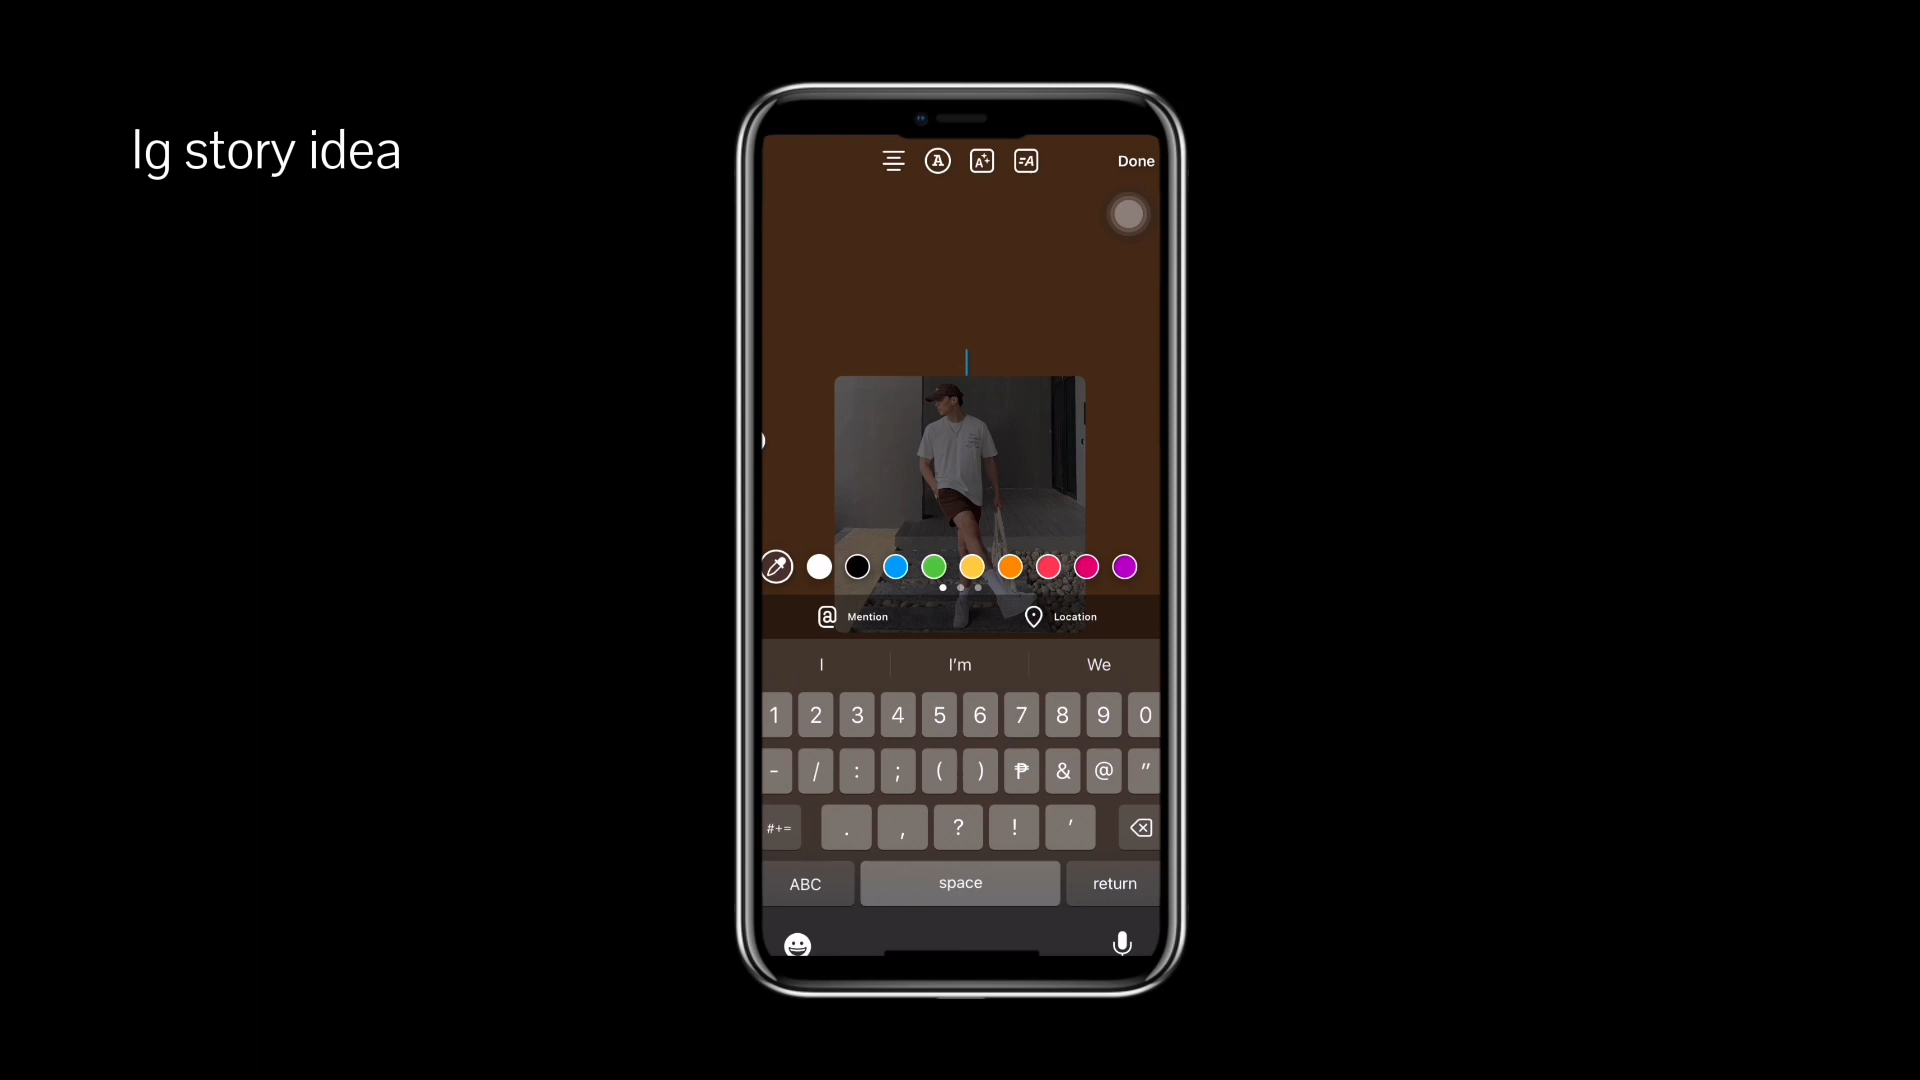 Ig story idea
A
A
A
Done
@ Mention
Location
I
I'm
We
1 2 3 4 5 6 7 8 9 0
- / : ; ( ) ₱ & @ "
#+= . , ? ! '
ABC
space
return